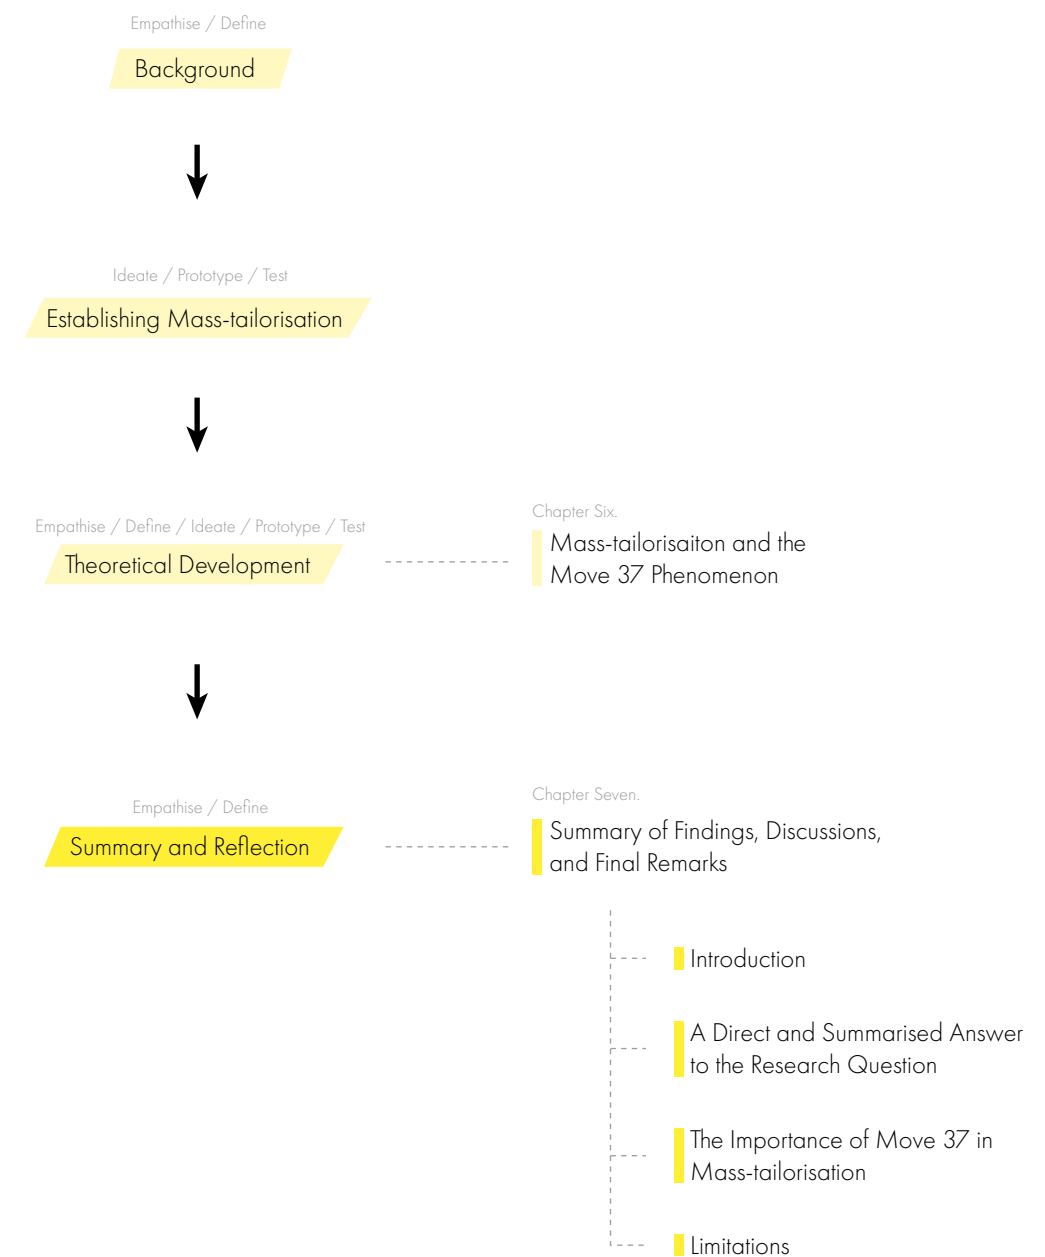 Empathise / Define
Background
Ideate / Prototype / Test
Establishing Mass-tailorisation
Empathise / Define / Ideate / Prototype / Test
Theoretical Development
Chapter Six.
Mass-tailorisaiton and the
Move 37 Phenomenon
Empathise / Define
Summary and Reflection
Chapter Seven.
Summary of Findings, Discussions,
and Final Remarks
Introduction
A Direct and Summarised Answer
to the Research Question
The Importance of Move 37 in
Mass-tailorisation
Limitations